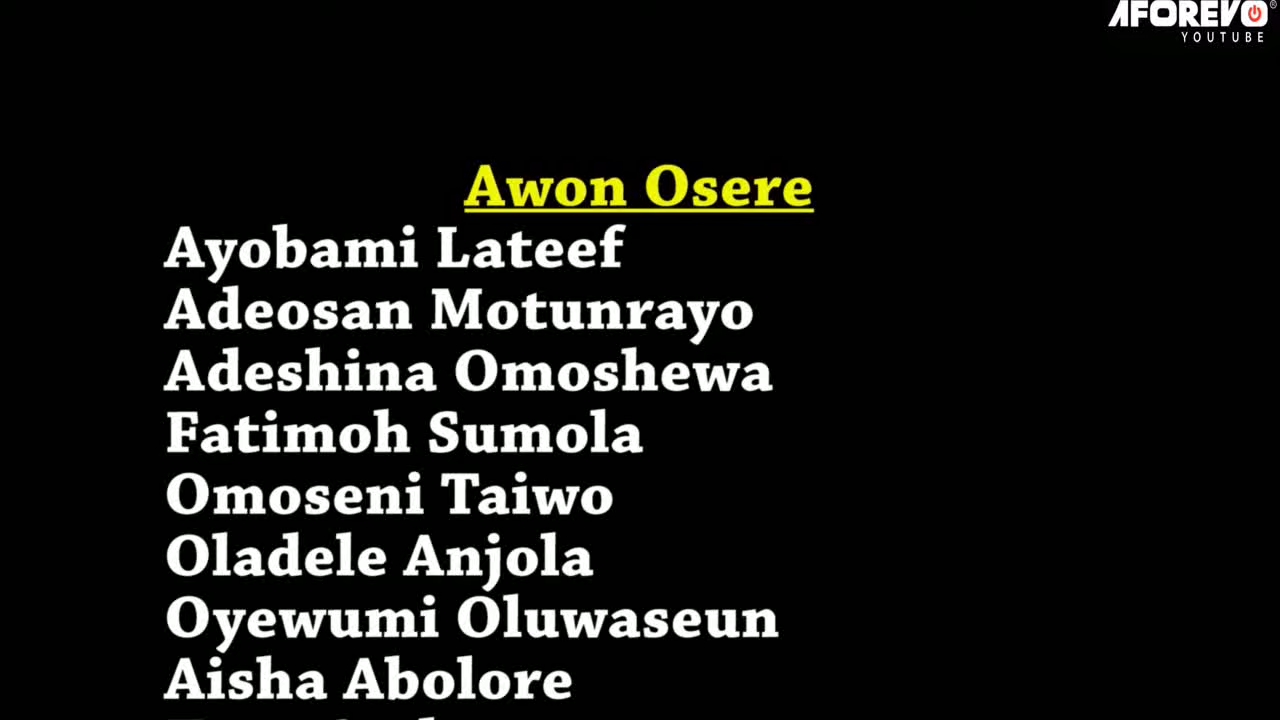 AFOREVO®
YOUTUBE
Awon Osere
Ayobami Lateef
Adeosan Motunrayo
Adeshina Omoshewa
Fatimoh Sumola
Omoseni Taiwo
Oladele Anjola
Oyewumi Oluwaseun
Aisha Abolore